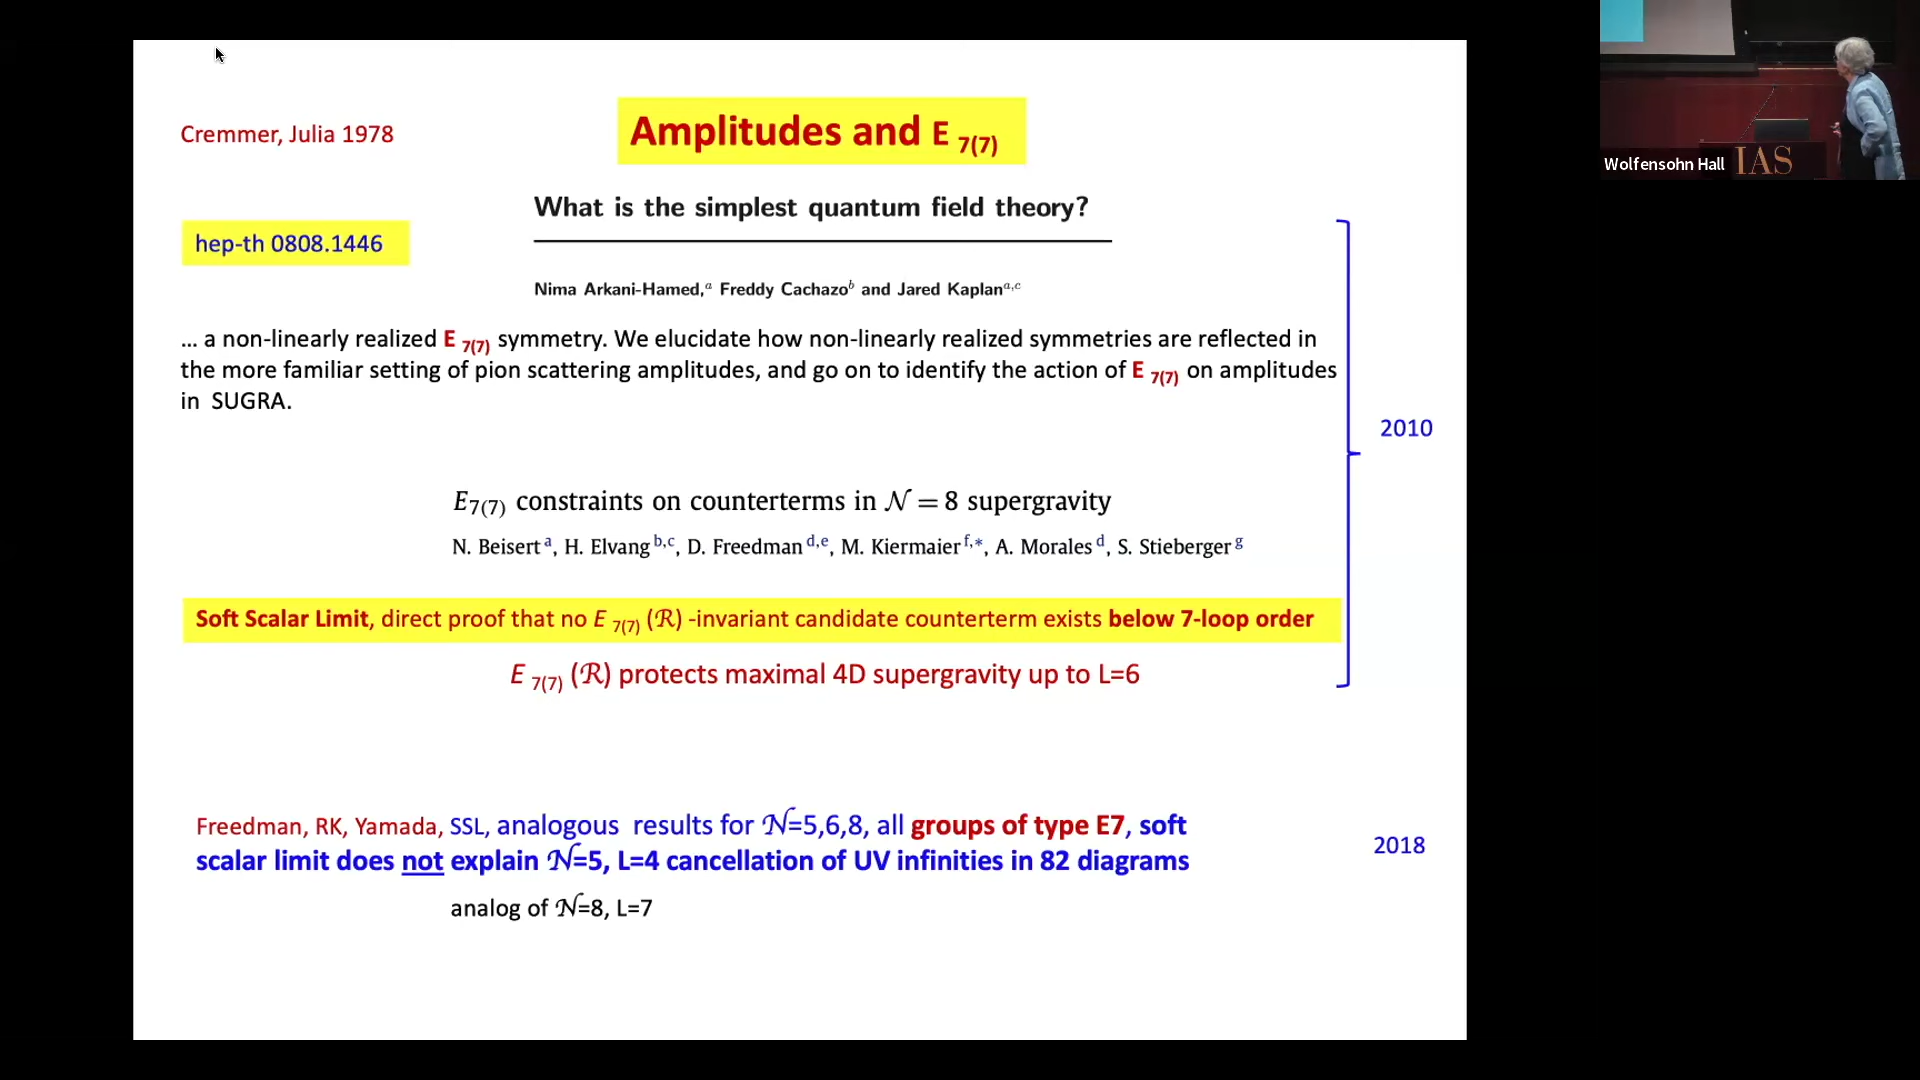 Cremmer, Julia 1978
Amplitudes and E 7(7)
What is the simplest quantum field theory?
hep-th 0808.1446
Nima Arkani-Hamed,ᵃ Freddy Cachazoᵇ and Jared Kaplanᵃ,ᶜ
... a non-linearly realized E 7(7) symmetry. We elucidate how non-linearly realized symmetries are reflected in
the more familiar setting of pion scattering amplitudes, and go on to identify the action of E 7(7) on amplitudes
in SUGRA.
2010
E7(7) constraints on counterterms in 𝒩 = 8 supergravity
N. Beisert ᵃ, H. Elvang ᵇ,ᶜ, D. Freedman ᵈ,ᵉ, M. Kiermaier ᶠ,*, A. Morales ᵈ, S. Stieberger ᵍ
Soft Scalar Limit, direct proof that no E 7(7) (ℛ) -invariant candidate counterterm exists below 7-loop order
E 7(7) (ℛ) protects maximal 4D supergravity up to L=6
Freedman, RK, Yamada, SSL, analogous results for 𝒩=5,6,8, all groups of type E7, soft
scalar limit does not explain 𝒩=5, L=4 cancellation of UV infinities in 82 diagrams
2018
analog of 𝒩=8, L=7
Wolfensohn Hall
IAS